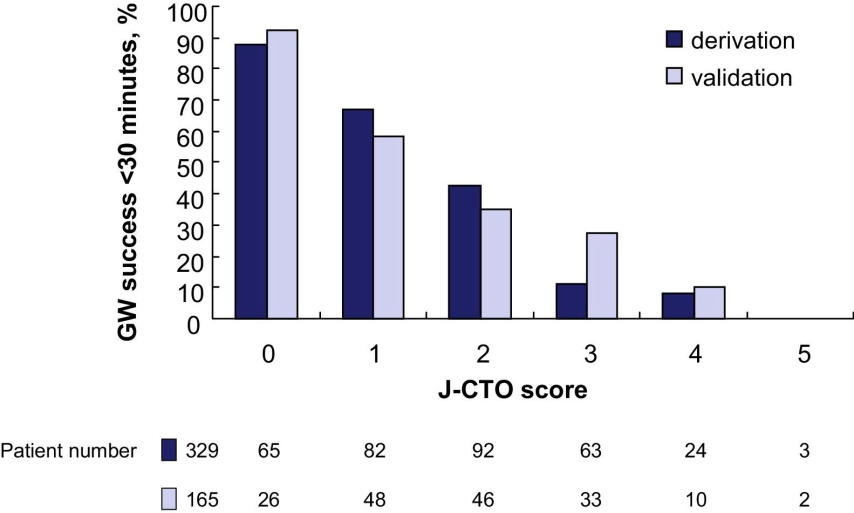 GW success <30 minutes, %
100
90
80
70
60
50
40
30
20
10
0
derivation
validation
0 1 2 3 4 5
J-CTO score
Patient number 329 65 82 92 63 24 3
165 26 48 46 33 10 2